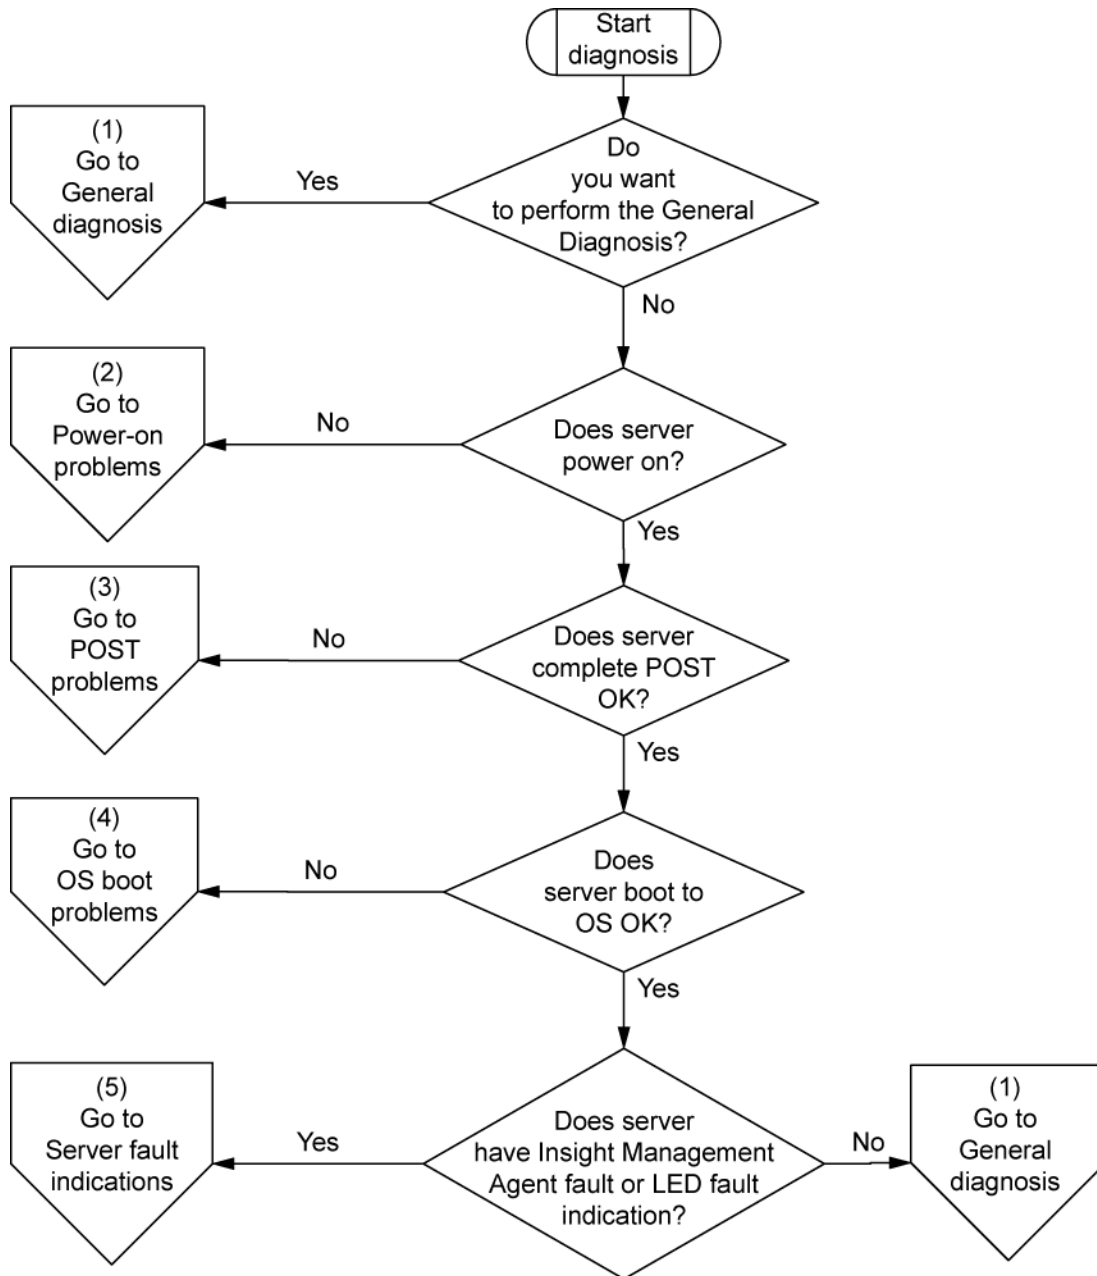 Start
diagnosis
Do
you want
to perform the General
Diagnosis?
Yes
(1)
Go to
General
diagnosis
No
Does server
power on?
No
(2)
Go to
Power-on
problems
Yes
Does server
complete POST
OK?
No
(3)
Go to
POST
problems
Yes
Does
server boot to
OS OK?
No
(4)
Go to
OS boot
problems
Yes
Does server
have Insight Management
Agent fault or LED fault
indication?
Yes
(5)
Go to
Server fault
indications
No
(1)
Go to
General
diagnosis